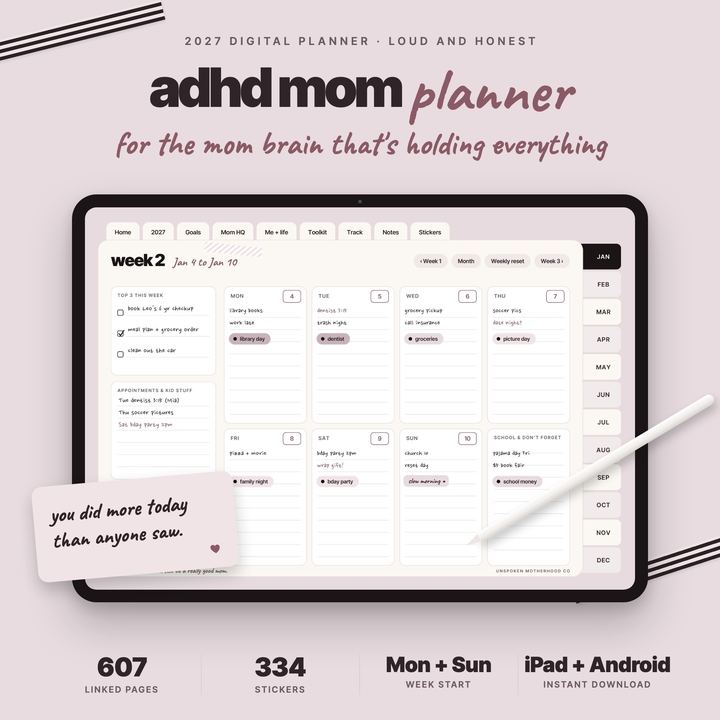 2027 DIGITAL PLANNER · LOUD AND HONEST
adhd mom planner
for the mom brain that's holding everything
Home 2027 Goals Mom HQ Me + life Toolkit Track Notes Stickers
week 2 Jan 4 to Jan 10
‹ Week 1 Month Weekly reset Week 3 ›
TOP 3 THIS WEEK
book Leo's 6 yr checkup
meal plan + grocery order
clean out the car
APPOINTMENTS & KID STUFF
Tue dentist 3:15 (Mia)
Thu soccer pictures
Sat bday party 2pm
MON 4
library books
work late
library day
TUE 5
dentist 3:15
trash night
dentist
WED 6
grocery pickup
call insurance
groceries
THU 7
soccer pics
date night?
picture day
FRI 8
pizza + movie
family night
SAT 9
bday party 2pm
wrap gift!
bday party
SUN 10
church 10
reset day
slow morning
SCHOOL & DON'T FORGET
pajama day Fri
$5 book fair
school money
JAN
FEB
MAR
APR
MAY
JUN
JUL
AUG
SEP
OCT
NOV
DEC
you did more today
than anyone saw.
be a really good mom.
UNSPOKEN MOTHERHOOD CO
607
LINKED PAGES
334
STICKERS
Mon + Sun
WEEK START
iPad + Android
INSTANT DOWNLOAD